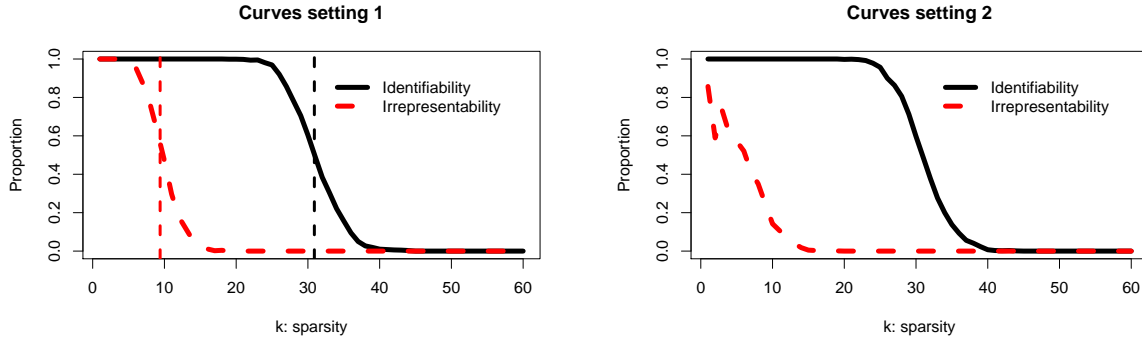 Curves setting 1
Proportion
1.0
0.8
0.6
0.4
0.2
0.0
Identifiability
Irrepresentability
0 10 20 30 40 50 60
k: sparsity
Curves setting 2
Proportion
1.0
0.8
0.6
0.4
0.2
0.0
Identifiability
Irrepresentability
0 10 20 30 40 50 60
k: sparsity